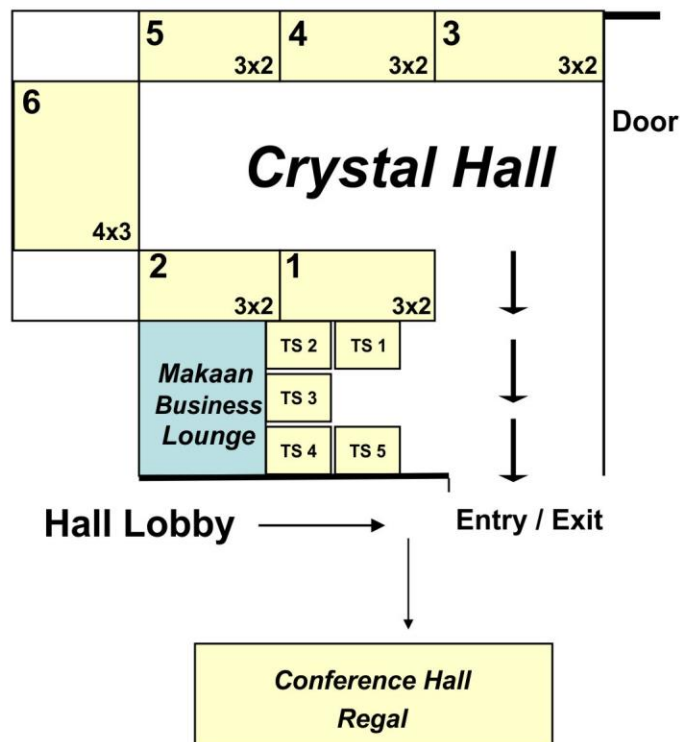 5
3x2
4
3x2
3
3x2
6
4x3
Door
Crystal Hall
2
3x2
1
3x2
TS 2
TS 1
Makaan
Business
Lounge
TS 3
TS 4
TS 5
Hall Lobby
Entry / Exit
Conference Hall
Regal